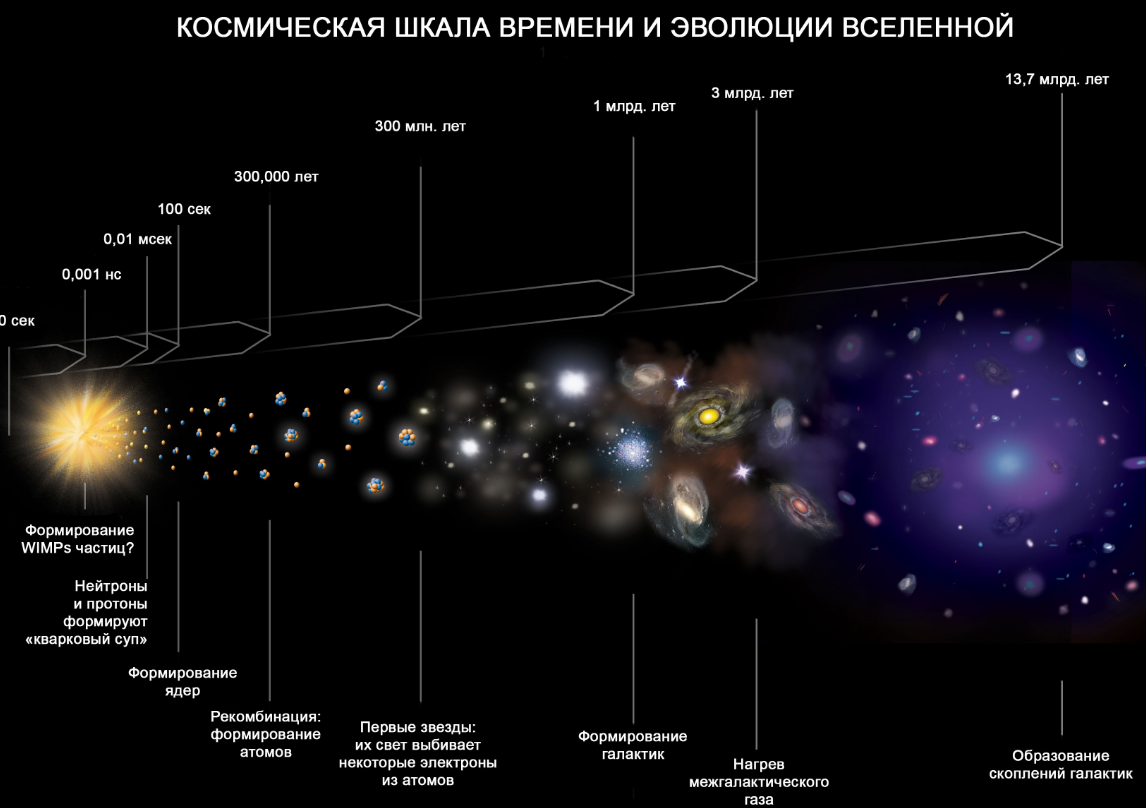 КОСМИЧЕСКАЯ ШКАЛА ВРЕМЕНИ И ЭВОЛЮЦИИ ВСЕЛЕННОЙ
0 сек
0,001 нс
0,01 мсек
100 сек
300,000 лет
300 млн. лет
1 млрд. лет
3 млрд. лет
13,7 млрд. лет
Формирование
WIMPs частиц?
Нейтроны
и протоны
формируют
«кварковый суп»
Формирование
ядер
Рекомбинация:
формирование
атомов
Первые звезды:
их свет выбивает
некоторые электроны
из атомов
Формирование
галактик
Нагрев
межгалактического
газа
Образование
скоплений галактик